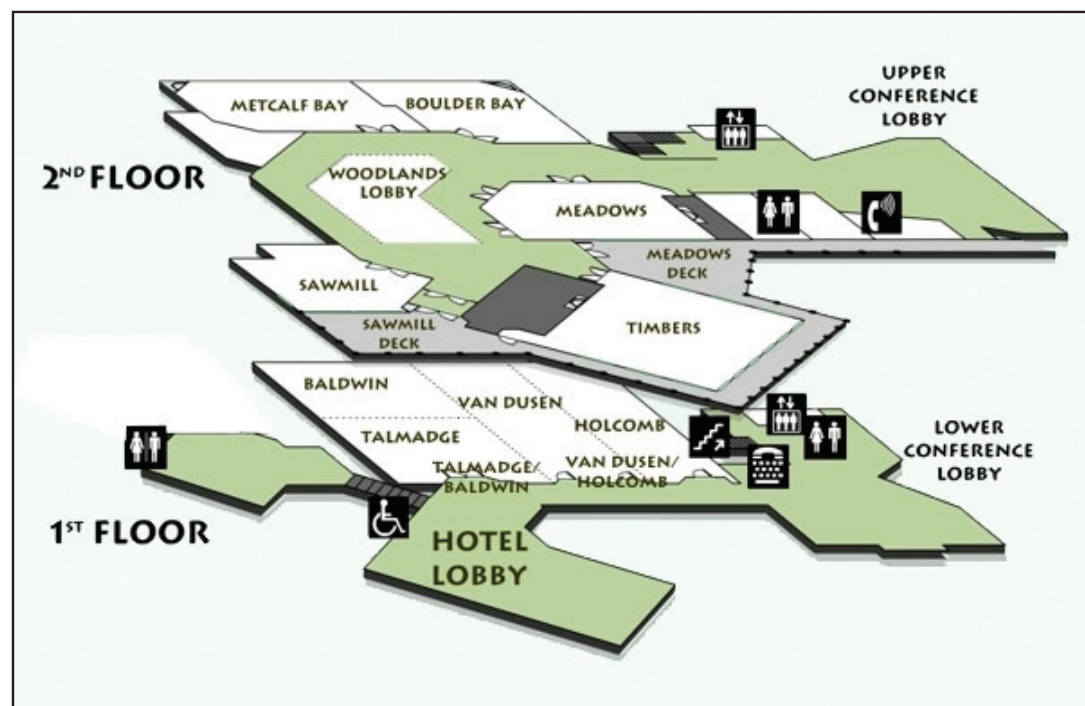 METCALF BAY
BOULDER BAY
UPPER
CONFERENCE
LOBBY
2ND FLOOR
WOODLANDS
LOBBY
MEADOWS
MEADOWS
DECK
SAWMILL
SAWMILL
DECK
TIMBERS
BALDWIN
VAN DUSEN
HOLCOMB
TALMADGE
TALMADGE/
BALDWIN
VAN DUSEN/
HOLCOMB
LOWER
CONFERENCE
LOBBY
1ST FLOOR
HOTEL
LOBBY